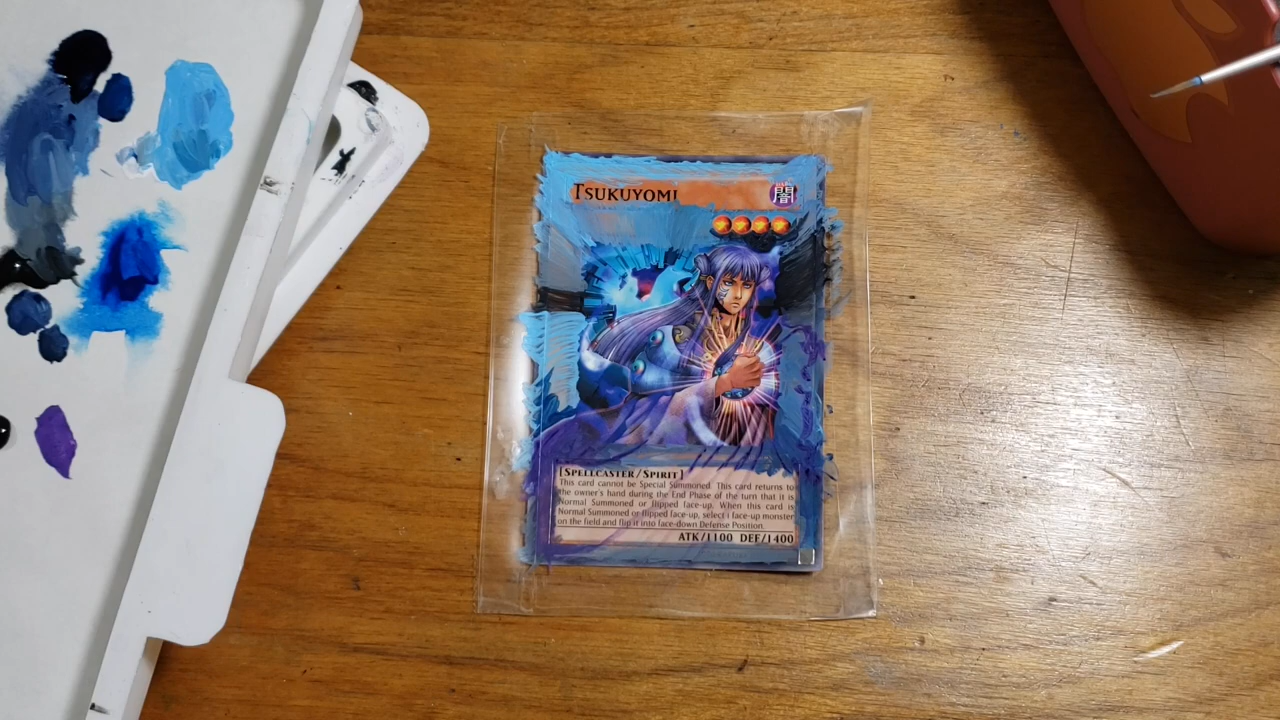 TSUKUYOMI
DARK
闇
[SPELLCASTER/SPIRIT]
This card cannot be Special Summoned. This card returns to
the owner's hand during the End Phase of the turn that it is
Normal Summoned or flipped face-up. When this card is
Normal Summoned or flipped face-up, select 1 face-up monster
on the field and flip it into face-down Defense Position.
ATK/1100 DEF/1400